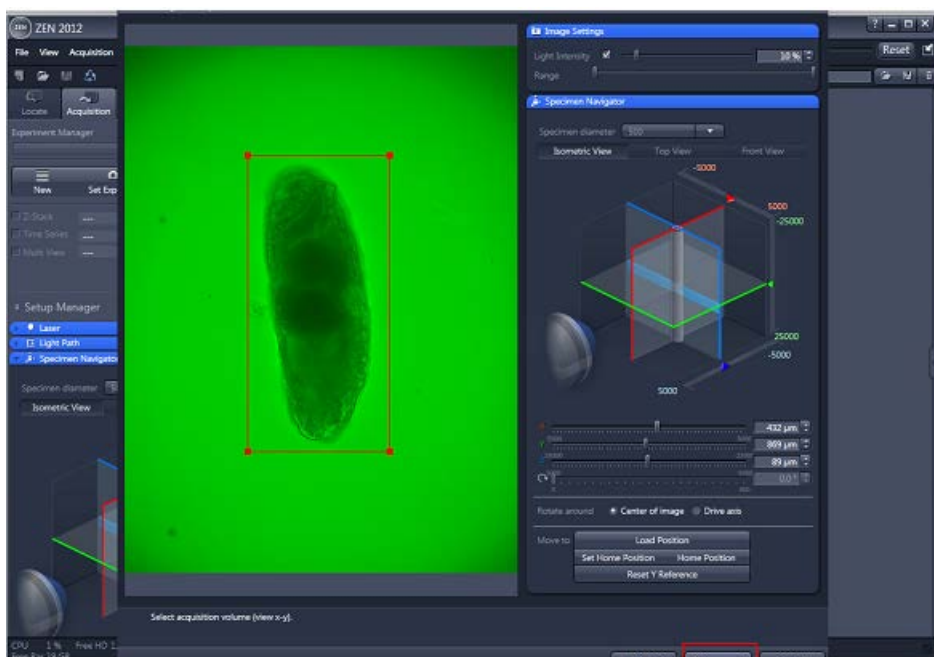 ZEN ZEN 2012
File View Acquisition
Reset
Locate Acquisition
Experiment Manager
New Set Exp
Z-Stack ---
Time Series ---
Multi View ---
Setup Manager
Laser
Light Path
Specimen Navigator
Specimen diameter
Isometric View
CPU 1 % Free HD 1
Image Settings
Light Intensity 10 %
Range
Specimen Navigator
Specimen diameter 500
Isometric View Top View Front View
-5000
5000
-25000
25000
-5000
5000
X 432 µm
Y 869 µm
Z 89 µm
0.0 °
Rotate around Center of image Drive axis
Move to Load Position
Set Home Position Home Position
Reset Y Reference
Select acquisition volume (view x-y).